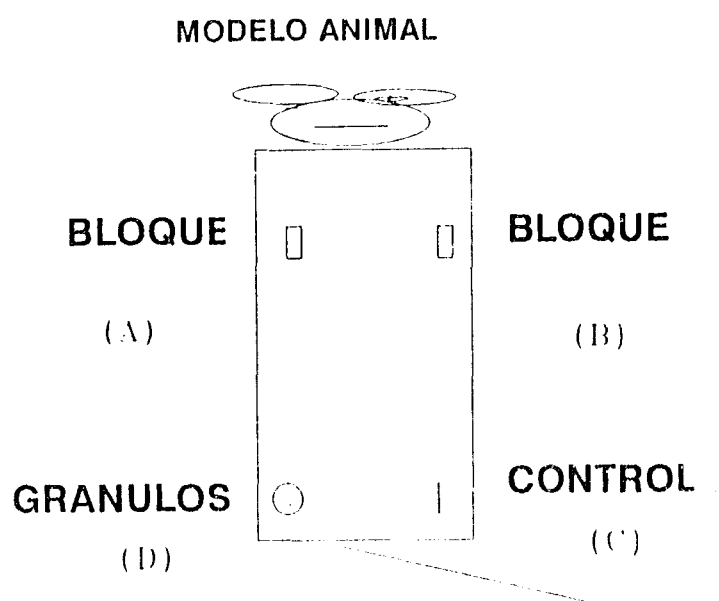 MODELO ANIMAL
BLOQUE
BLOQUE
(A)
(B)
GRANULOS
CONTROL
(D)
(C)